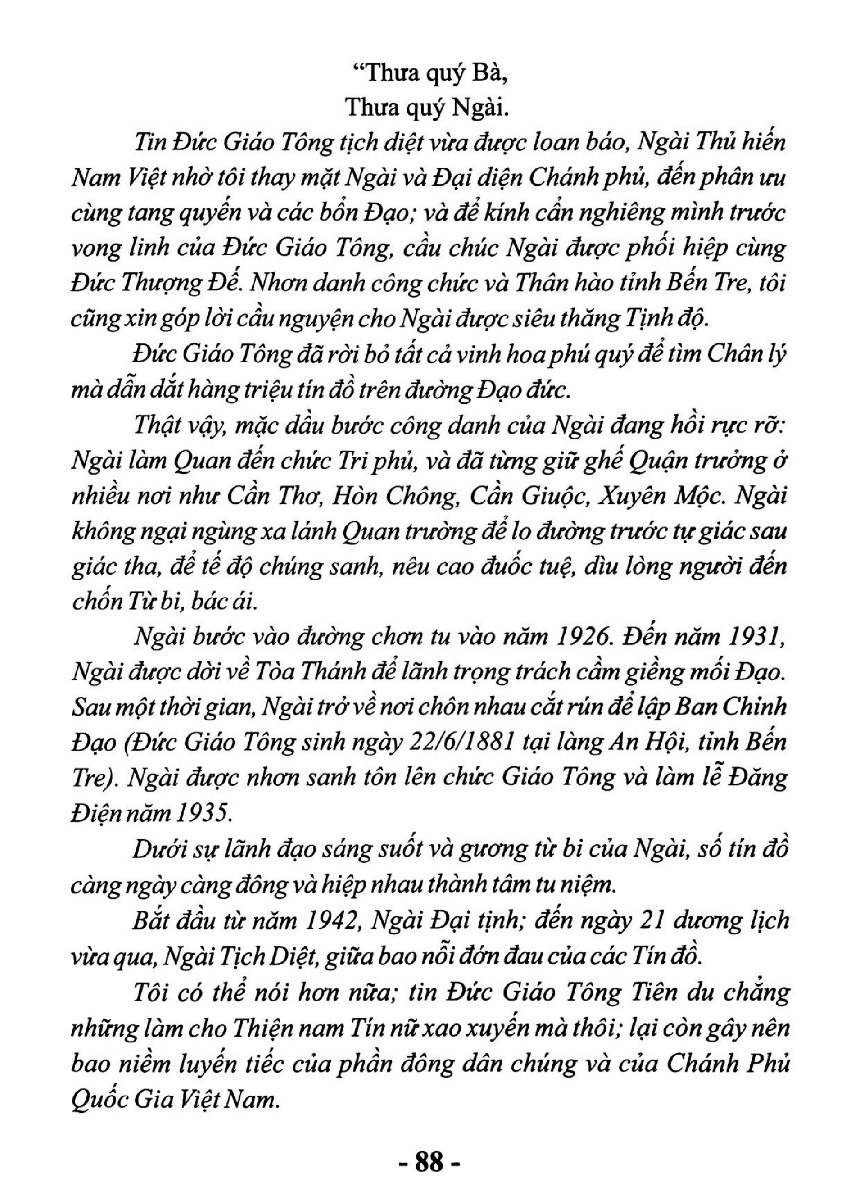 “Thưa quý Bà,
Thưa quý Ngài.
Tin Đức Giáo Tông tịch diệt vừa được loan báo, Ngài Thủ hiến
Nam Việt nhờ tôi thay mặt Ngài và Đại diện Chánh phủ, đến phân ưu
cùng tang quyến và các bổn Đạo; và để kính cẩn nghiêng mình trước
vong linh của Đức Giáo Tông, cầu chúc Ngài được phối hiệp cùng
Đức Thượng Đế. Nhơn danh công chức và Thân hào tỉnh Bến Tre, tôi
cũng xin góp lời cầu nguyện cho Ngài được siêu thăng Tịnh độ.
Đức Giáo Tông đã rời bỏ tất cả vinh hoa phú quý để tìm Chân lý
mà dẫn dắt hàng triệu tín đồ trên đường Đạo đức.
Thật vậy, mặc dầu bước công danh của Ngài đang hồi rực rỡ:
Ngài làm Quan đến chức Tri phủ, và đã từng giữ ghế Quận trưởng ở
nhiều nơi như Cần Thơ, Hòn Chông, Cần Giuộc, Xuyên Mộc. Ngài
không ngại ngùng xa lánh Quan trường để lo đường trước tự giác sau
giác tha, để tế độ chúng sanh, nêu cao đuốc tuệ, dìu lòng người đến
chốn Từ bi, bác ái.
Ngài bước vào đường chơn tu vào năm 1926. Đến năm 1931,
Ngài được dời về Tòa Thánh để lãnh trọng trách cầm giềng mối Đạo.
Sau một thời gian, Ngài trở về nơi chôn nhau cắt rún để lập Ban Chỉnh
Đạo (Đức Giáo Tông sinh ngày 22/6/1881 tại làng An Hội, tỉnh Bến
Tre). Ngài được nhơn sanh tôn lên chức Giáo Tông và làm lễ Đăng
Điện năm 1935.
Dưới sự lãnh đạo sáng suốt và gương từ bi của Ngài, số tín đồ
càng ngày càng đông và hiệp nhau thành tâm tu niệm.
Bắt đầu từ năm 1942, Ngài Đại tịnh; đến ngày 21 dương lịch
vừa qua, Ngài Tịch Diệt, giữa bao nỗi đớn đau của các Tín đồ.
Tôi có thể nói hơn nữa; tin Đức Giáo Tông Tiên du chẳng
những làm cho Thiện nam Tín nữ xao xuyến mà thôi; lại còn gây nên
bao niềm luyến tiếc của phần đông dân chúng và của Chánh Phủ
Quốc Gia Việt Nam.
- 88 -